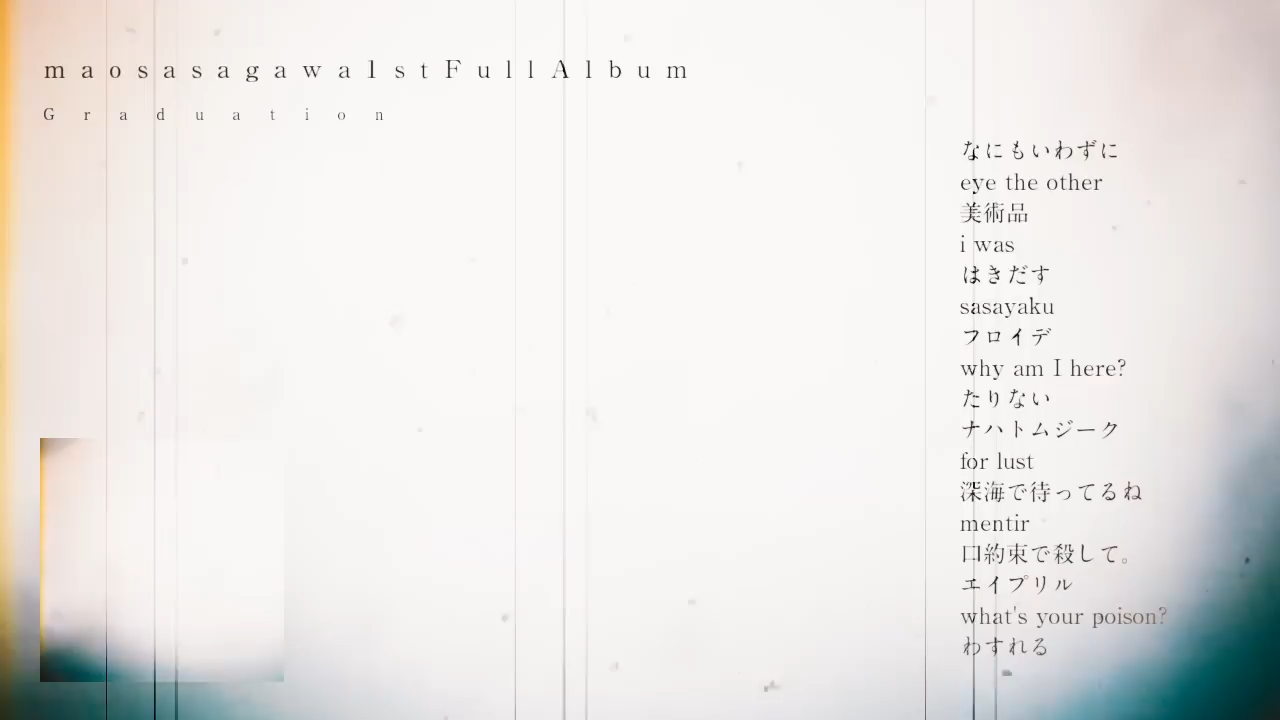 maosasagawa1stFullAlbum
Graduation
なにもいわずに
eye the other
美術品
i was
はきだす
sasayaku
フロイデ
why am I here?
たりない
ナハトムジーク
for lust
深海で待ってるね
mentir
口約束で殺して。
エイプリル
what's your poison?
わすれる